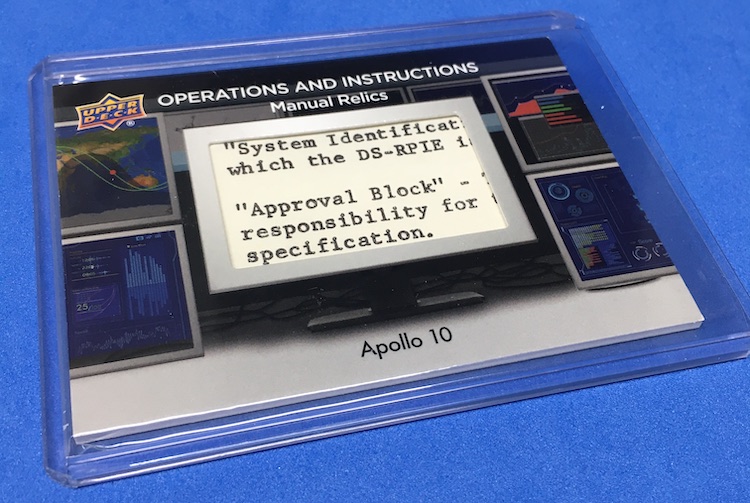 UPPER
D·E·C·K
®
OPERATIONS AND INSTRUCTIONS
Manual Relics
"System Identificat
which the DS-RPIE i
"Approval Block" -
responsibility for
specification.
25
Apollo 10